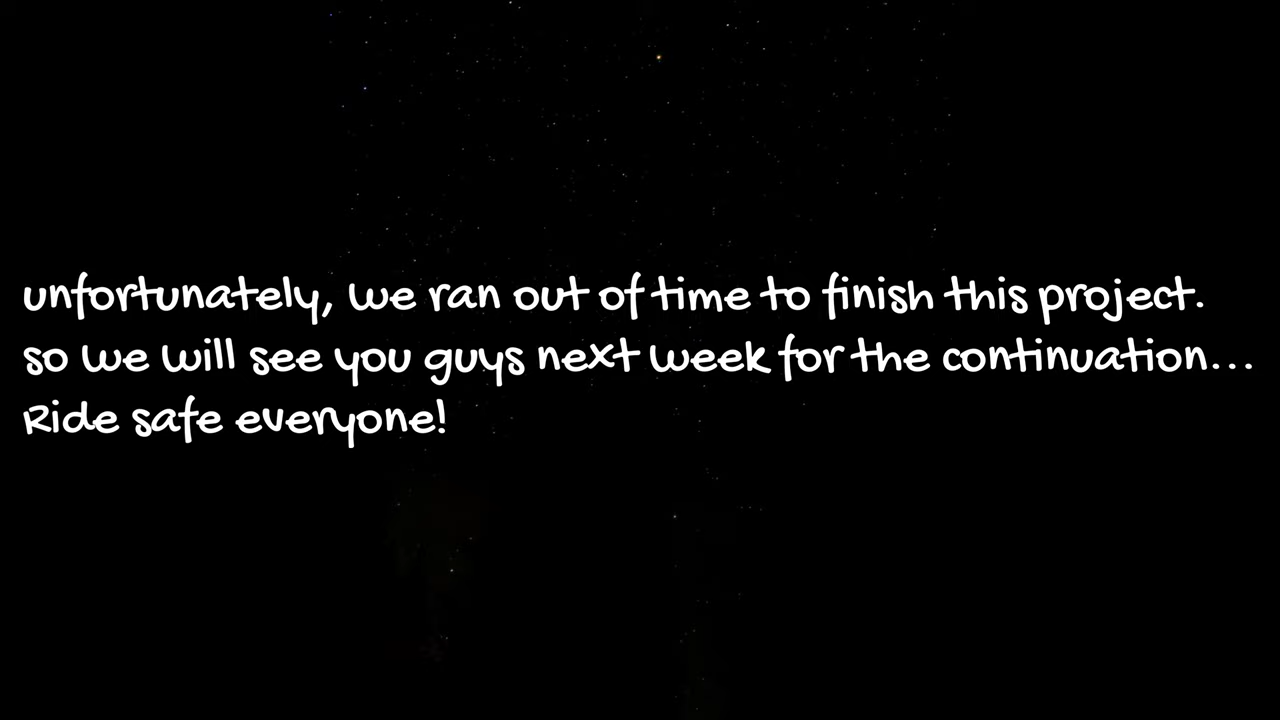 unfortunately, we ran out of time to finish this project.
so we will see you guys next week for the continuation...
Ride safe everyone!